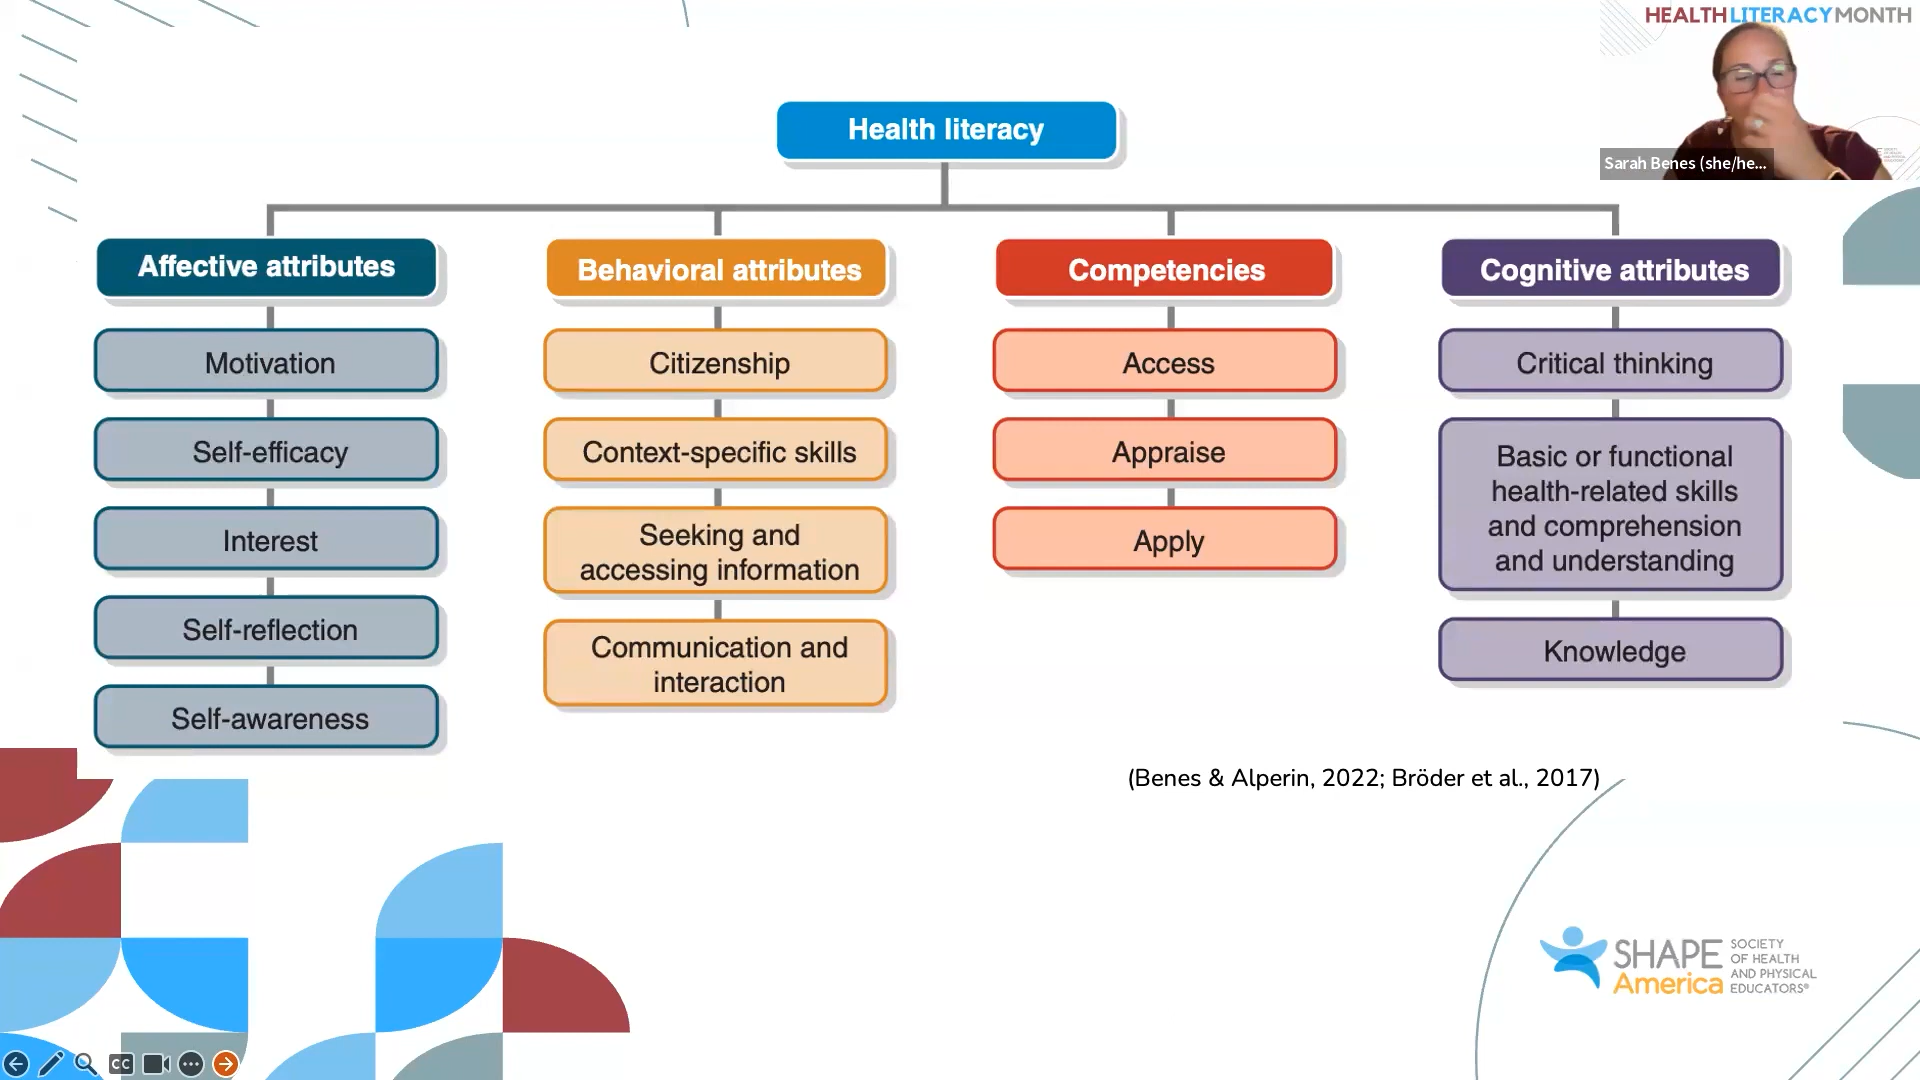 HEALTH LITERACY MONTH
Sarah Benes (she/he...
Health literacy
Affective attributes
Motivation
Self-efficacy
Interest
Self-reflection
Self-awareness
Behavioral attributes
Citizenship
Context-specific skills
Seeking and
accessing information
Communication and
interaction
Competencies
Access
Appraise
Apply
Cognitive attributes
Critical thinking
Basic or functional
health-related skills
and comprehension
and understanding
Knowledge
(Benes & Alperin, 2022; Bröder et al., 2017)
SHAPE
America
SOCIETY
OF HEALTH
AND PHYSICAL
EDUCATORS®
CC